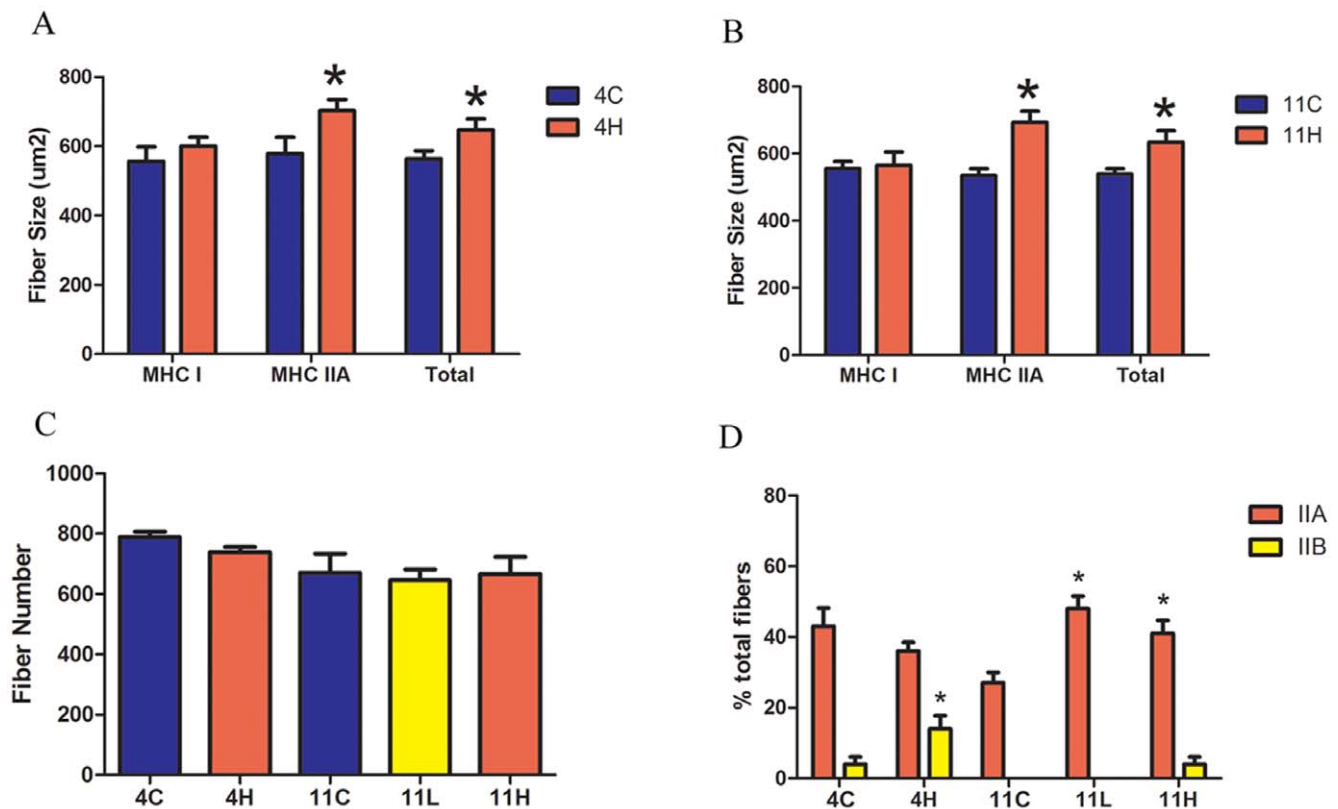 A
800
600
400
200
0
Fiber Size (um2)
*
*
MHC I MHC IIA Total
4C
4H
B
800
600
400
200
0
Fiber Size (um2)
*
*
MHC I MHC IIA Total
11C
11H
C
1000
800
600
400
200
0
Fiber Number
4C 4H 11C 11L 11H
D
80
60
40
20
0
% total fibers
*
*
*
4C 4H 11C 11L 11H
IIA
IIB